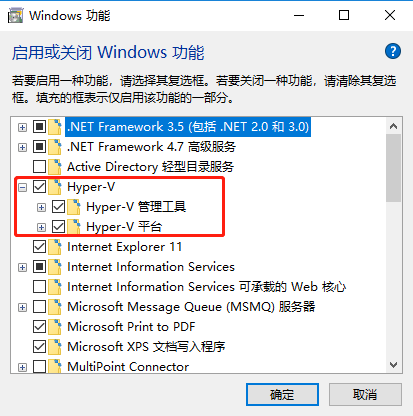 Windows 功能
启用或关闭 Windows 功能
若要启用一种功能，请选择其复选框。若要关闭一种功能，请清除其复选
框。填充的框表示仅启用该功能的一部分。
.NET Framework 3.5 (包括 .NET 2.0 和 3.0)
.NET Framework 4.7 高级服务
Active Directory 轻型目录服务
Hyper-V
Hyper-V 管理工具
Hyper-V 平台
Internet Explorer 11
Internet Information Services
Internet Information Services 可承载的 Web 核心
Microsoft Message Queue (MSMQ) 服务器
Microsoft Print to PDF
Microsoft XPS 文档写入程序
MultiPoint Connector
确定
取消